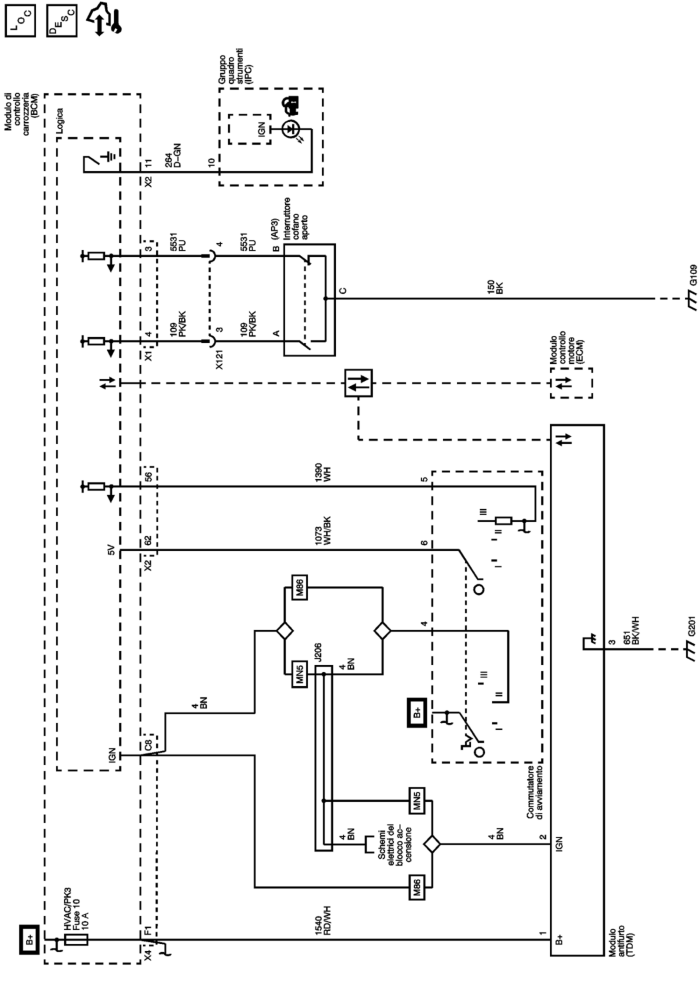 LOC
DESC
Modulo di
controllo
carrozzeria (BCM)
Logica
Gruppo
quadro
strumenti
(IPC)
IGN
10
264
D-GN
X2
11
3
5531
PU
4
5531
PU
B
(AP3)
Interruttore
cofano
aperto
X1
4
109
PK/BK
X121
3
109
PK/BK
A
C
150
BK
G109
Modulo
controllo
motore
(ECM)
56
1390
WH
5
5V
X2
62
1073
WH/BK
6
I
II
III
M86
MN5
J206
4
BN
4
4
BN
B+
I
II
III
IGN
C8
4
BN
Schemi
elettrici del
blocco ac-
censione
MN5
M86
4
BN
2
IGN
Commutatore
di avviamento
3
651
BK/WH
G201
B+
HVAC/PK3
Fuse 10
10 A
X4
F1
1540
RD/WH
1
B+
Modulo
antifurto
(TDM)